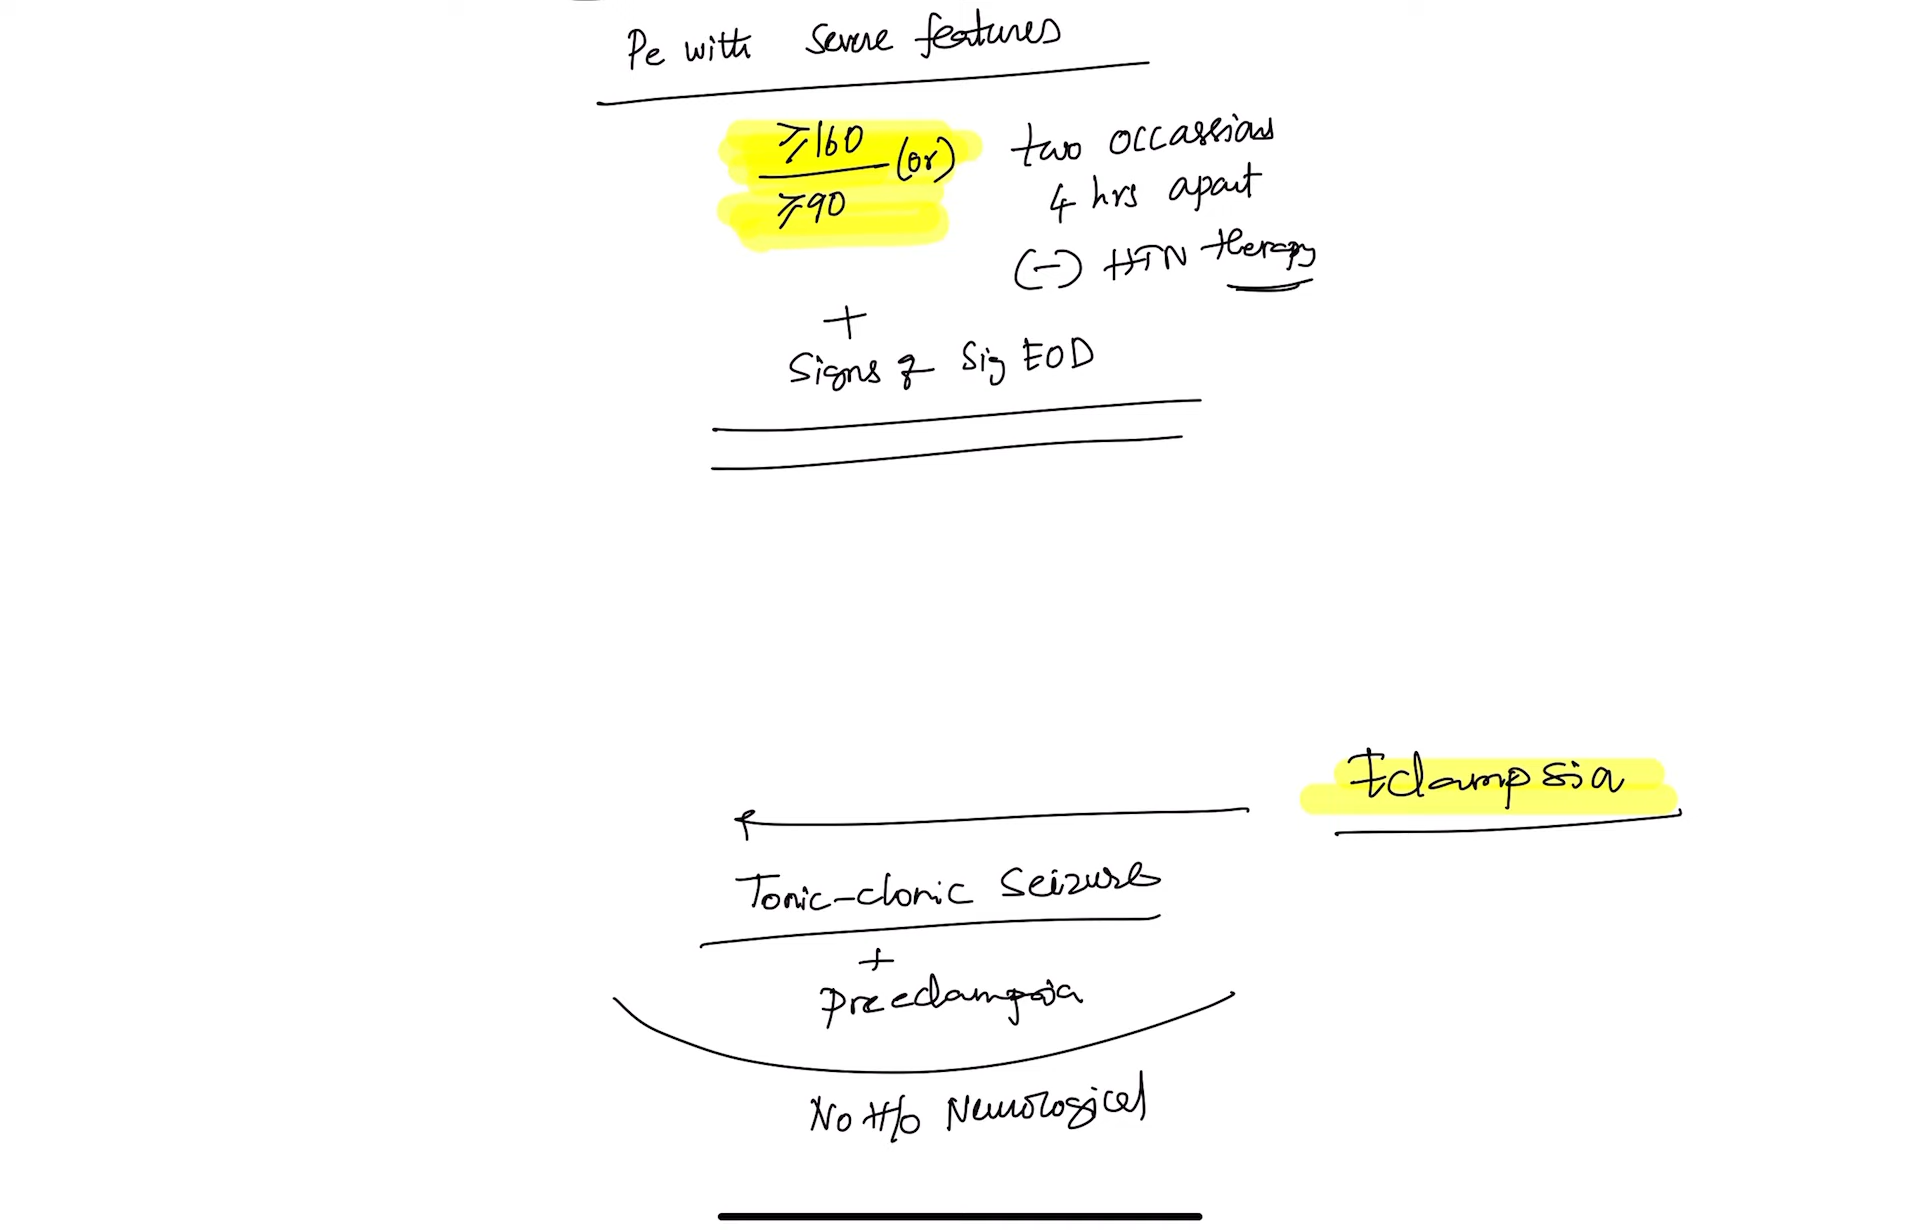 Pe with severe features
≥160 (or)
≥90
two occassions
4 hrs apart
(-) HTN therapy
+
Signs of Sig EOD
Eclampsia
Tonic-clonic Seizures
+
Preeclampsia
No H/o Neurological